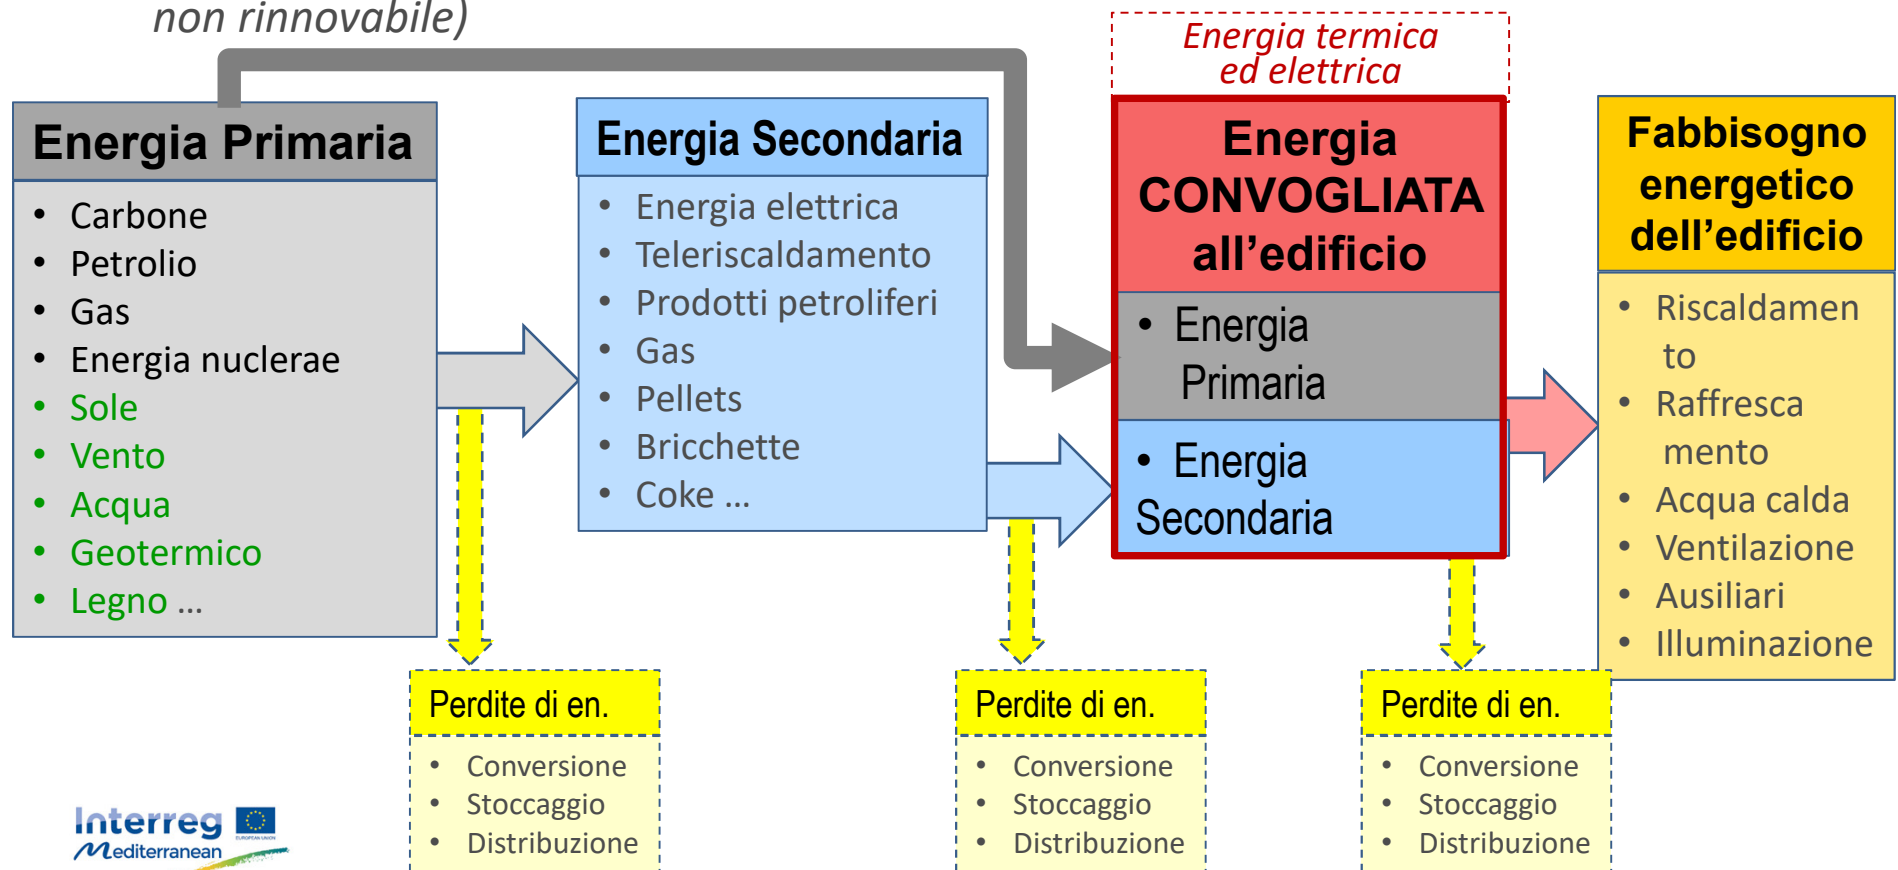 non rinnovabile)
Energia termica
ed elettrica
Energia Primaria
• Carbone
• Petrolio
• Gas
• Energia nuclerae
• Sole
• Vento
• Acqua
• Geotermico
• Legno ...
Energia Secondaria
• Energia elettrica
• Teleriscaldamento
• Prodotti petroliferi
• Gas
• Pellets
• Bricchette
• Coke ...
Energia
CONVOGLIATA
all’edificio
• Energia
Primaria
• Energia
Secondaria
Fabbisogno
energetico
dell’edificio
• Riscaldamen
to
• Raffresca
mento
• Acqua calda
• Ventilazione
• Ausiliari
• Illuminazione
Perdite di en.
• Conversione
• Stoccaggio
• Distribuzione
Perdite di en.
• Conversione
• Stoccaggio
• Distribuzione
Perdite di en.
• Conversione
• Stoccaggio
• Distribuzione
Interreg
EUROPEAN UNION
Mediterranean